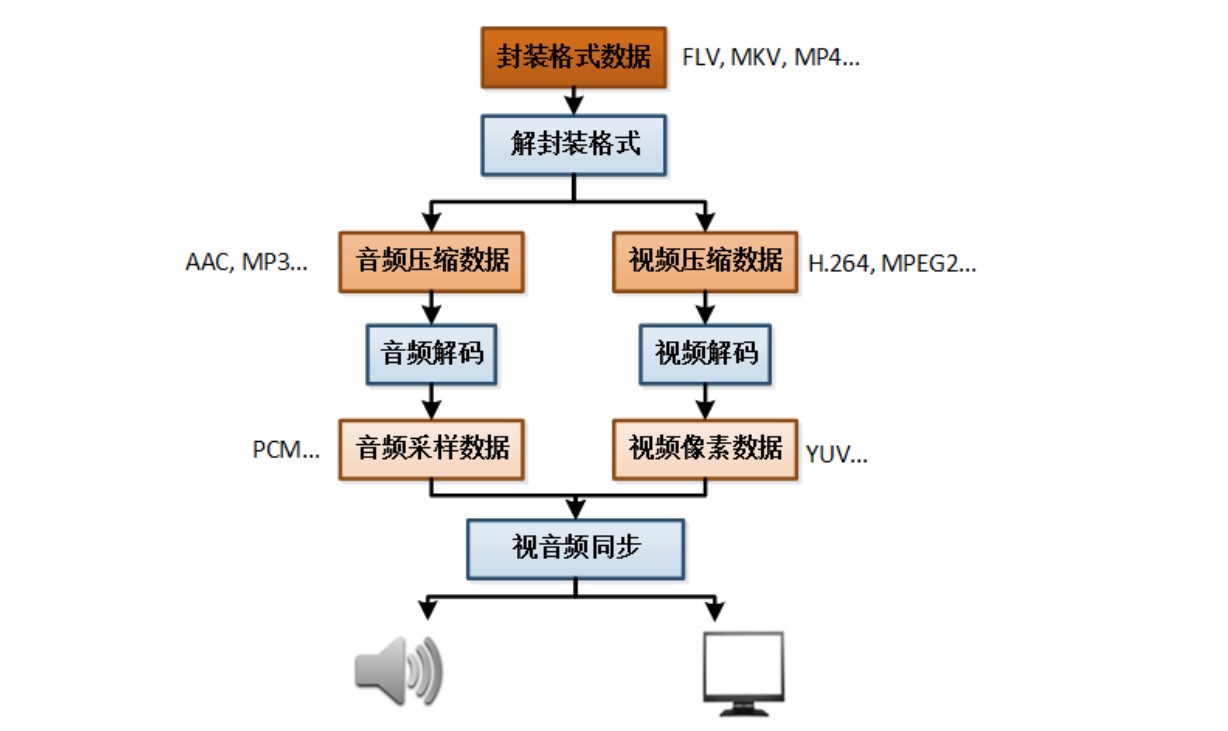 封装格式数据 FLV, MKV, MP4...
解封装格式
AAC, MP3... 音频压缩数据 视频压缩数据 H.264, MPEG2...
音频解码 视频解码
PCM... 音频采样数据 视频像素数据 YUV...
视音频同步